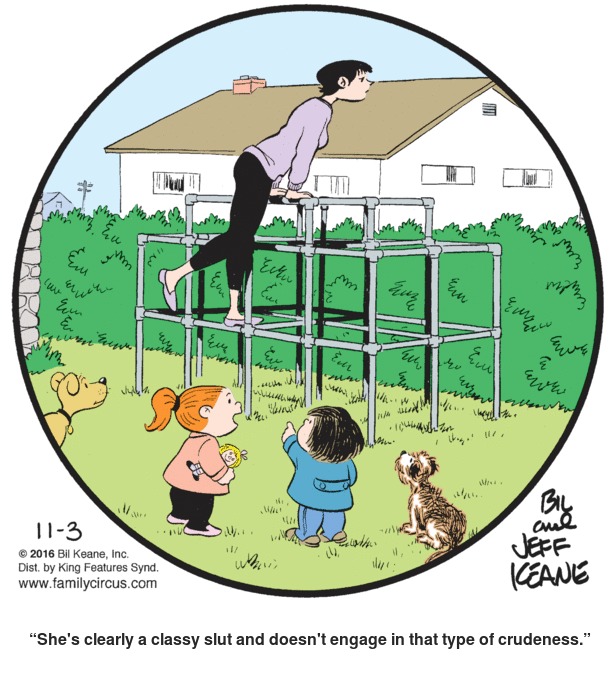 11-3
© 2016 Bil Keane, Inc.
Dist. by King Features Synd.
www.familycircus.com
BIL
and
JEFF
KEANE
“She's clearly a classy slut and doesn't engage in that type of crudeness.”